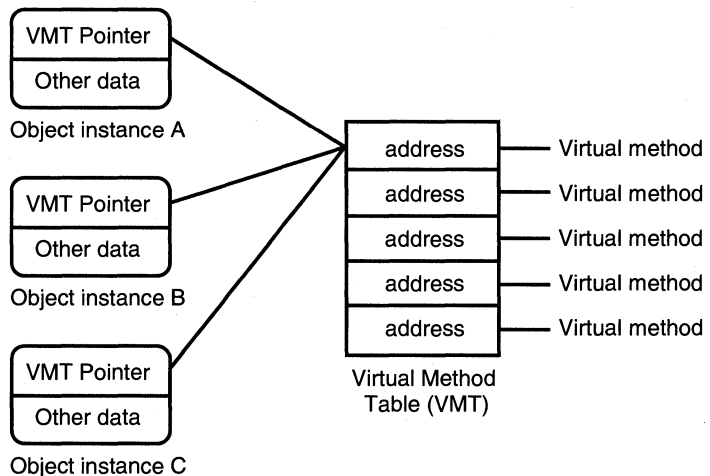 VMT Pointer
Other data
Object instance A
VMT Pointer
Other data
Object instance B
VMT Pointer
Other data
Object instance C
address
address
address
address
address
Virtual Method
Table (VMT)
Virtual method
Virtual method
Virtual method
Virtual method
Virtual method